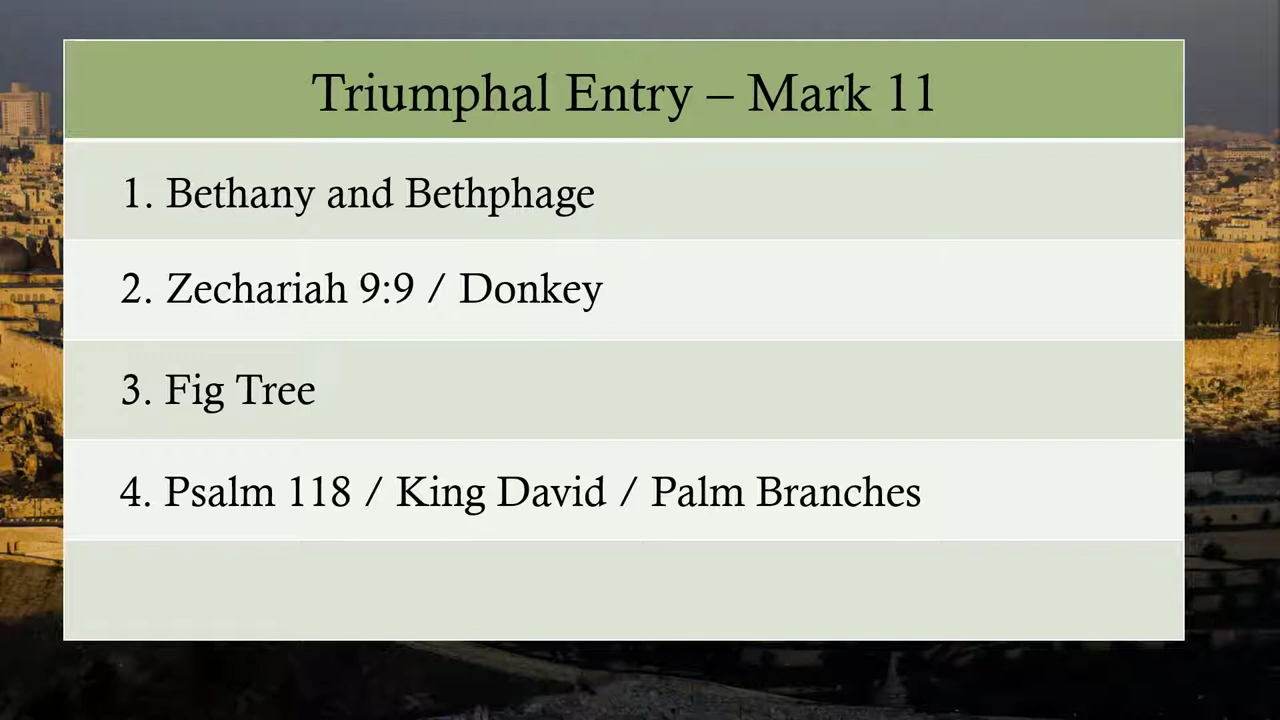 Triumphal Entry – Mark 11
1. Bethany and Bethphage
2. Zechariah 9:9 / Donkey
3. Fig Tree
4. Psalm 118 / King David / Palm Branches